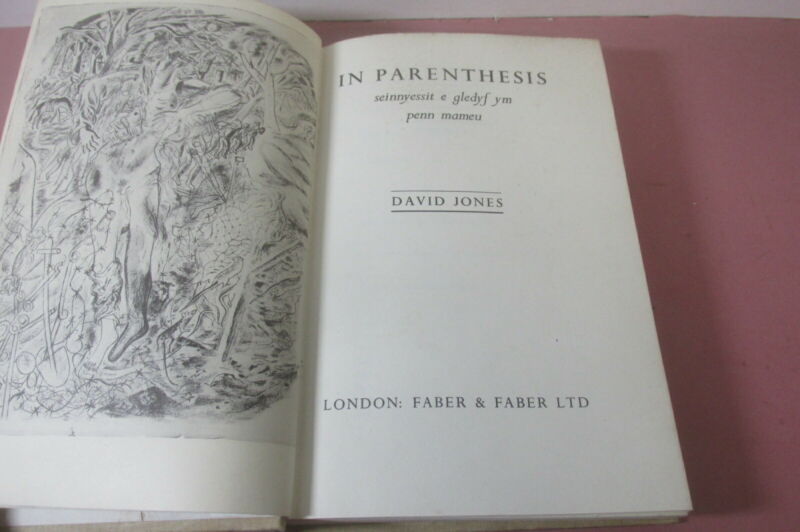 IN PARENTHESIS
seinnyessit e gledyf ym
penn mameu
DAVID JONES
LONDON: FABER & FABER LTD